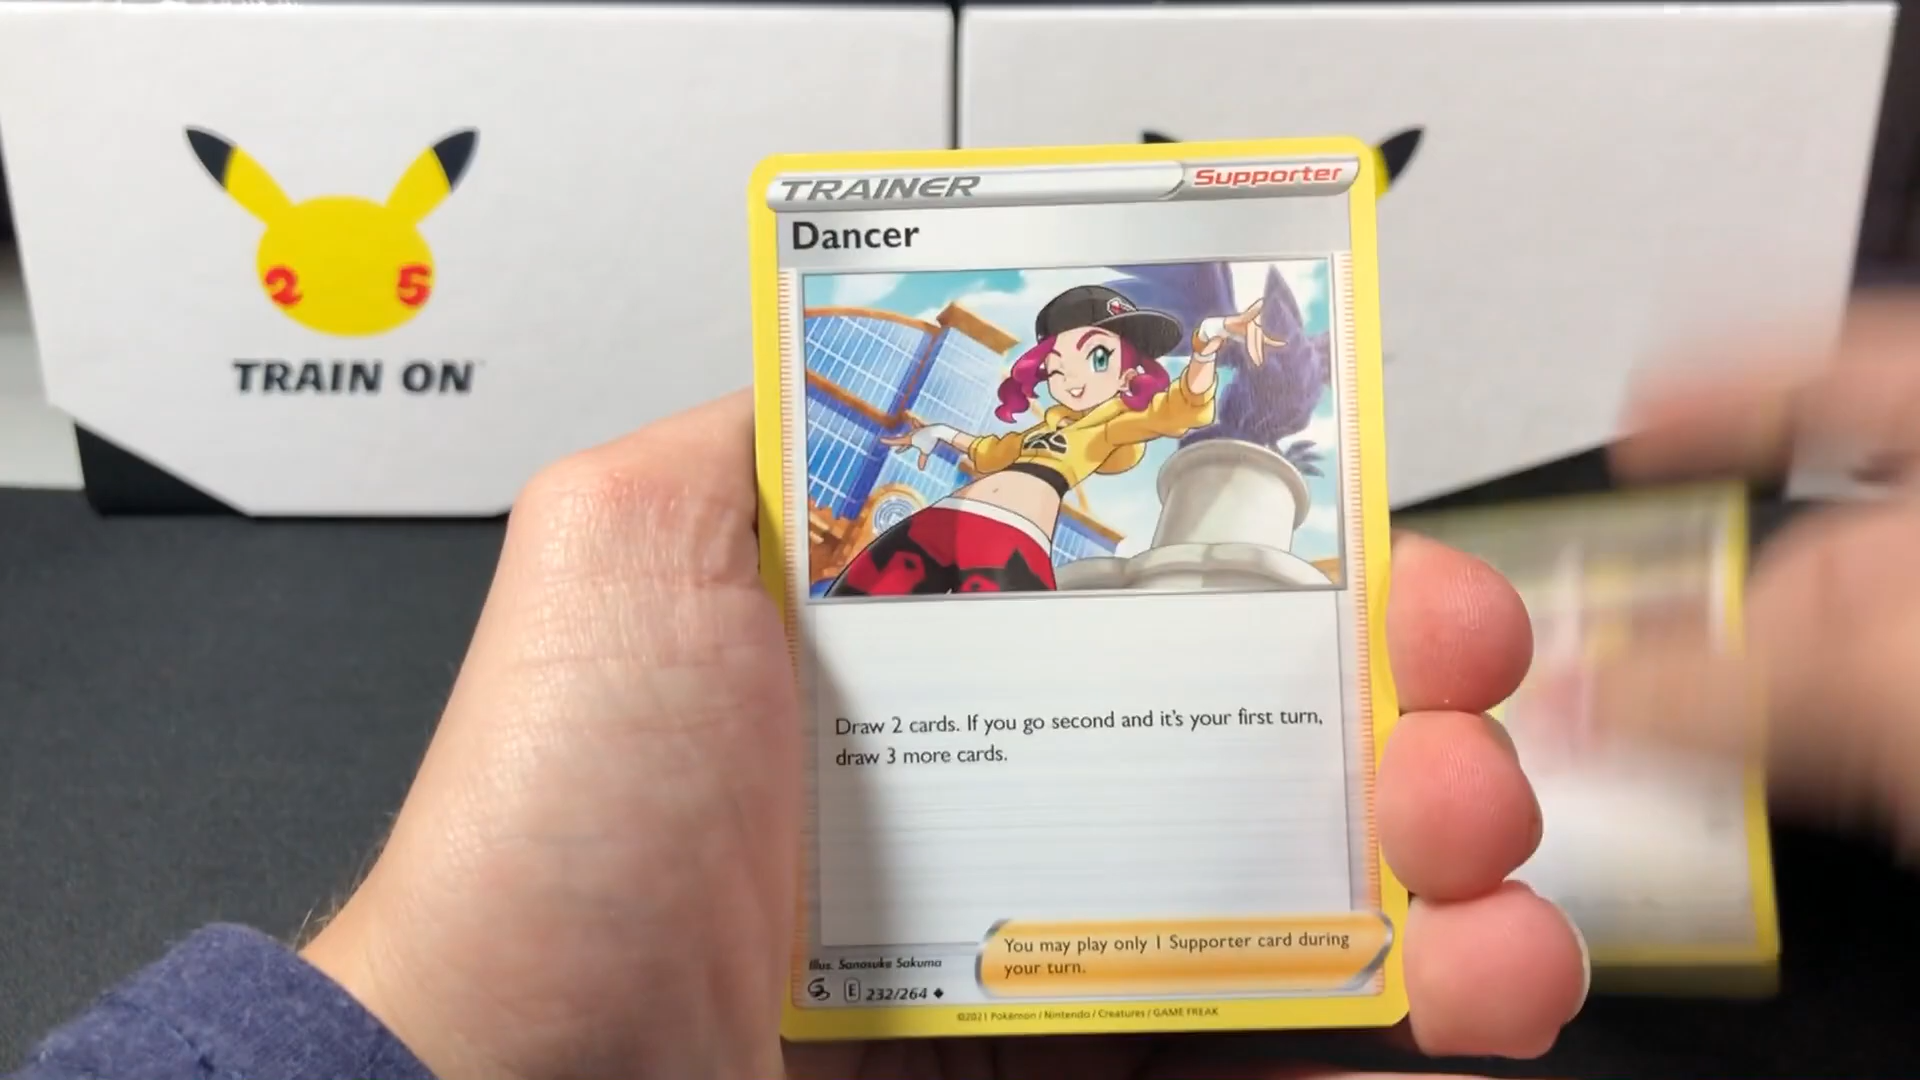 2 5
TRAIN ON
TRAINER
Supporter
Dancer
Draw 2 cards. If you go second and it's your first turn,
draw 3 more cards.
You may play only 1 Supporter card during
your turn.
Illus. Sanosuke Sakuma
E 232/264
©2021 Pokémon / Nintendo / Creatures / GAME FREAK